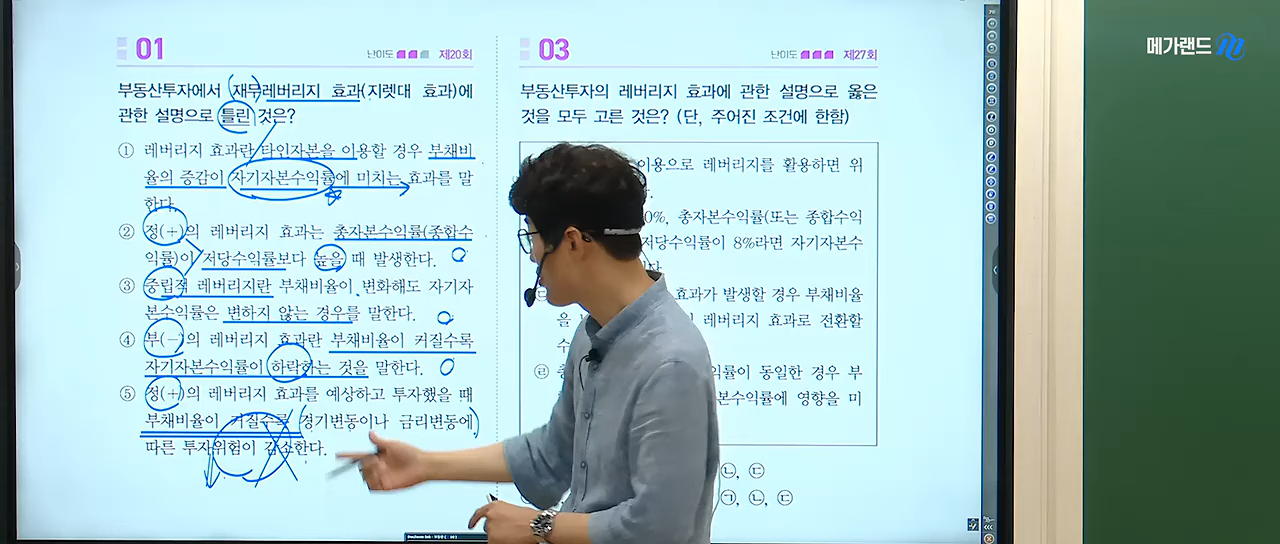 메가랜드
01
난이도
제20회
부동산투자에서 (재무)레버리지 효과(지렛대 효과)에
관한 설명으로 틀린 것은?
① 레버리지 효과란 타인자본을 이용할 경우 부채비
율의 증감이 자기자본수익률에 미치는 효과를 말
한다.
② 정(+)의 레버리지 효과는 총자본수익률(종합수
익률)이 저당수익률보다 높을 때 발생한다.
③ 중립적 레버리지란 부채비율이 변화해도 자기자
본수익률은 변하지 않는 경우를 말한다.
④ 부(-)의 레버리지 효과란 부채비율이 커질수록
자기자본수익률이 하락하는 것을 말한다.
⑤ 정(+)의 레버리지 효과를 예상하고 투자했을 때
부채비율이 커질수록 경기변동이나 금리변동에
따른 투자위험이 감소한다.
03
난이도
제27회
부동산투자의 레버리지 효과에 관한 설명으로 옳은
것을 모두 고른 것은? (단, 주어진 조건에 한함)
이용으로 레버리지를 활용하면 위
0%, 총자본수익률(또는 종합수익
저당수익률이 8%라면 자기자본수
효과가 발생할 경우 부채비율
을 레버리지 효과로 전환할
수
㉣ 총 익률이 동일한 경우 부
본수익률에 영향을 미
㉡, ㉢
㉠, ㉡, ㉢